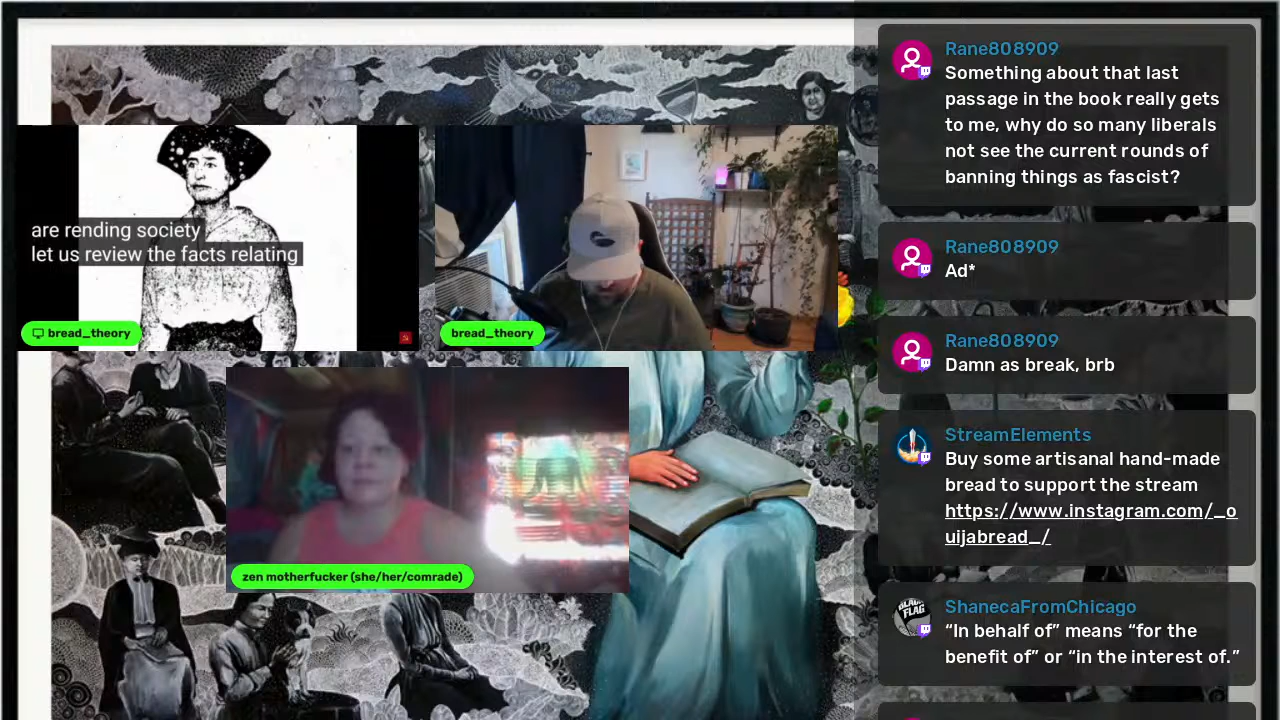 are rending society
let us review the facts relating
bread_theory
bread_theory
zen motherfucker (she/her/comrade)
Rane808909
Something about that last
passage in the book really gets
to me, why do so many liberals
not see the current rounds of
banning things as fascist?
Rane808909
Ad*
Rane808909
Damn as break, brb
StreamElements
Buy some artisanal hand-made
bread to support the stream
https://www.instagram.com/_o
uijabread_/
BLACK
FLAG
ShanecaFromChicago
“In behalf of” means “for the
benefit of” or “in the interest of.”